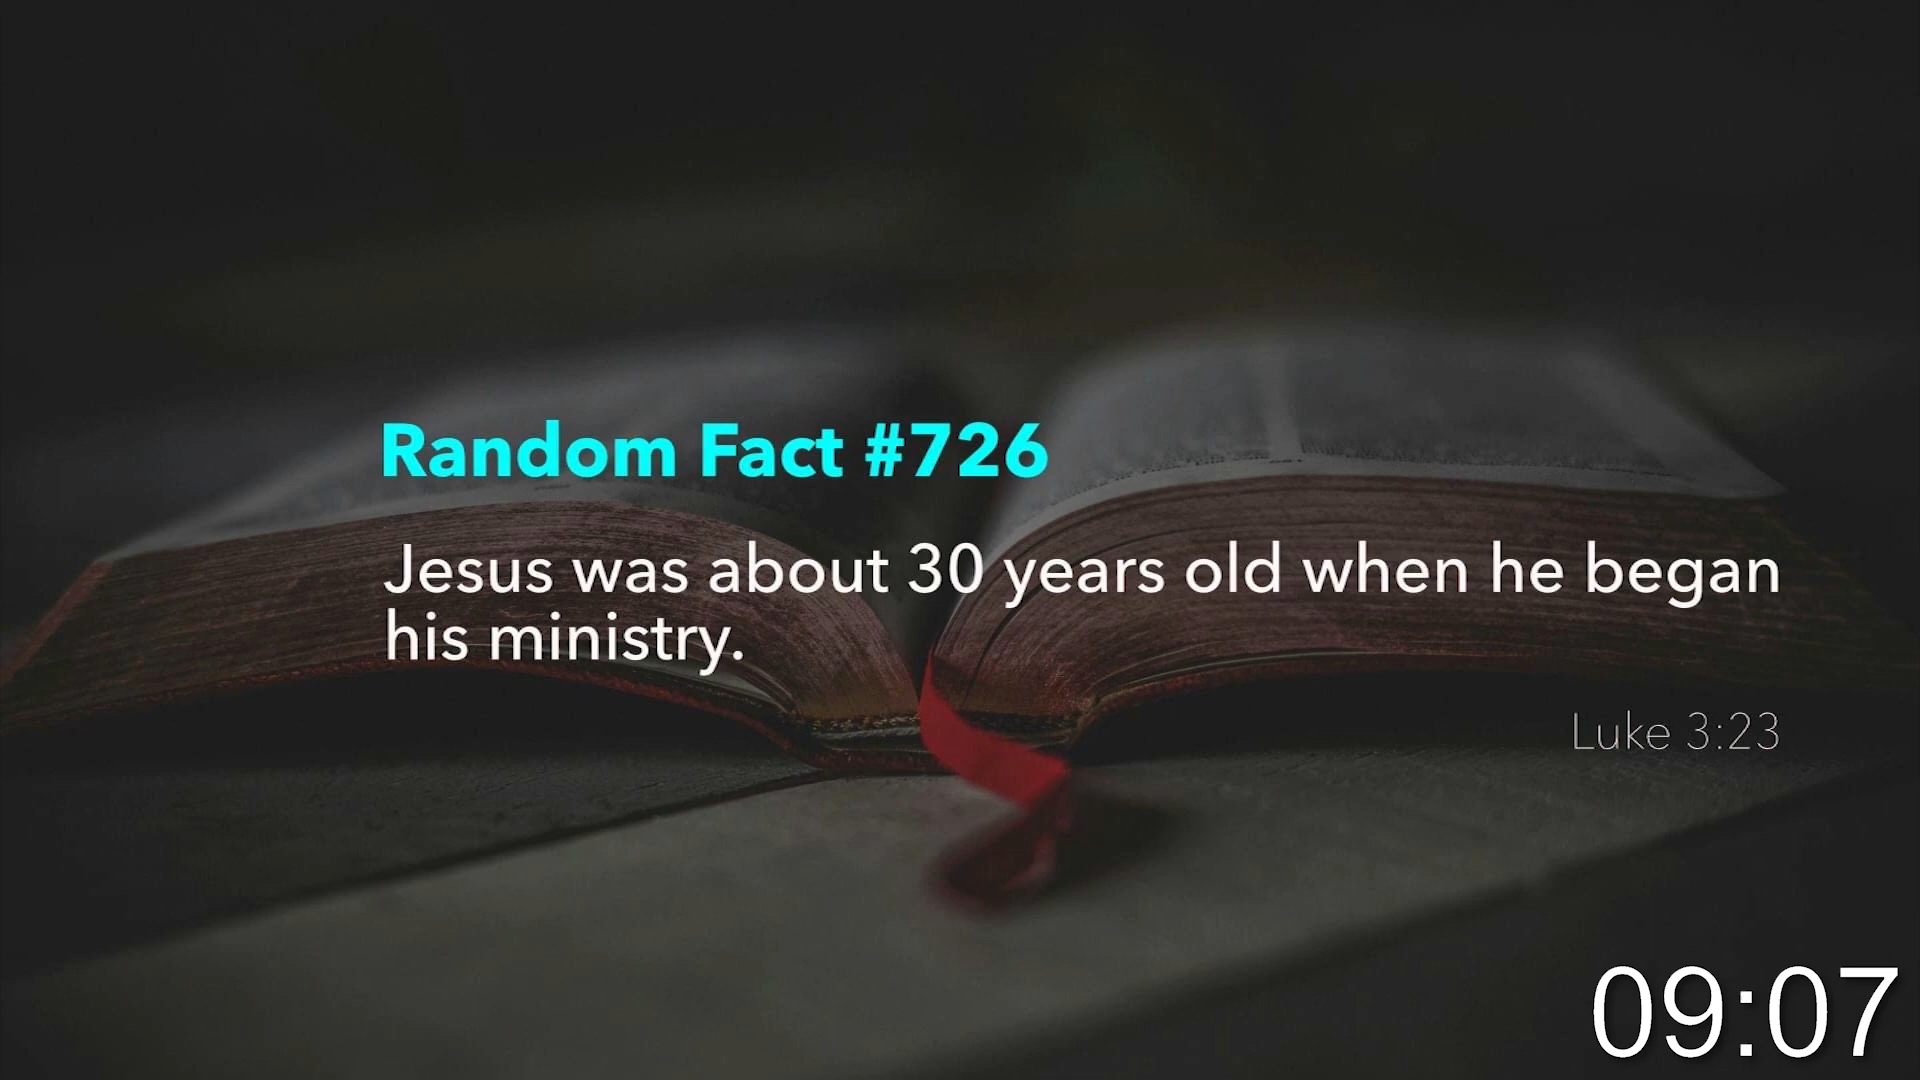 Random Fact #726
Jesus was about 30 years old when he began
his ministry.
Luke 3:23
09:07